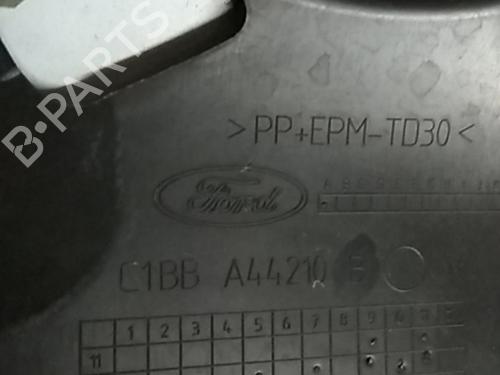 B-PARTS
>PP+EPM-TD30<
Ford
C1BB A44210 B
1 2 3 4 5 6 7 8 9
11